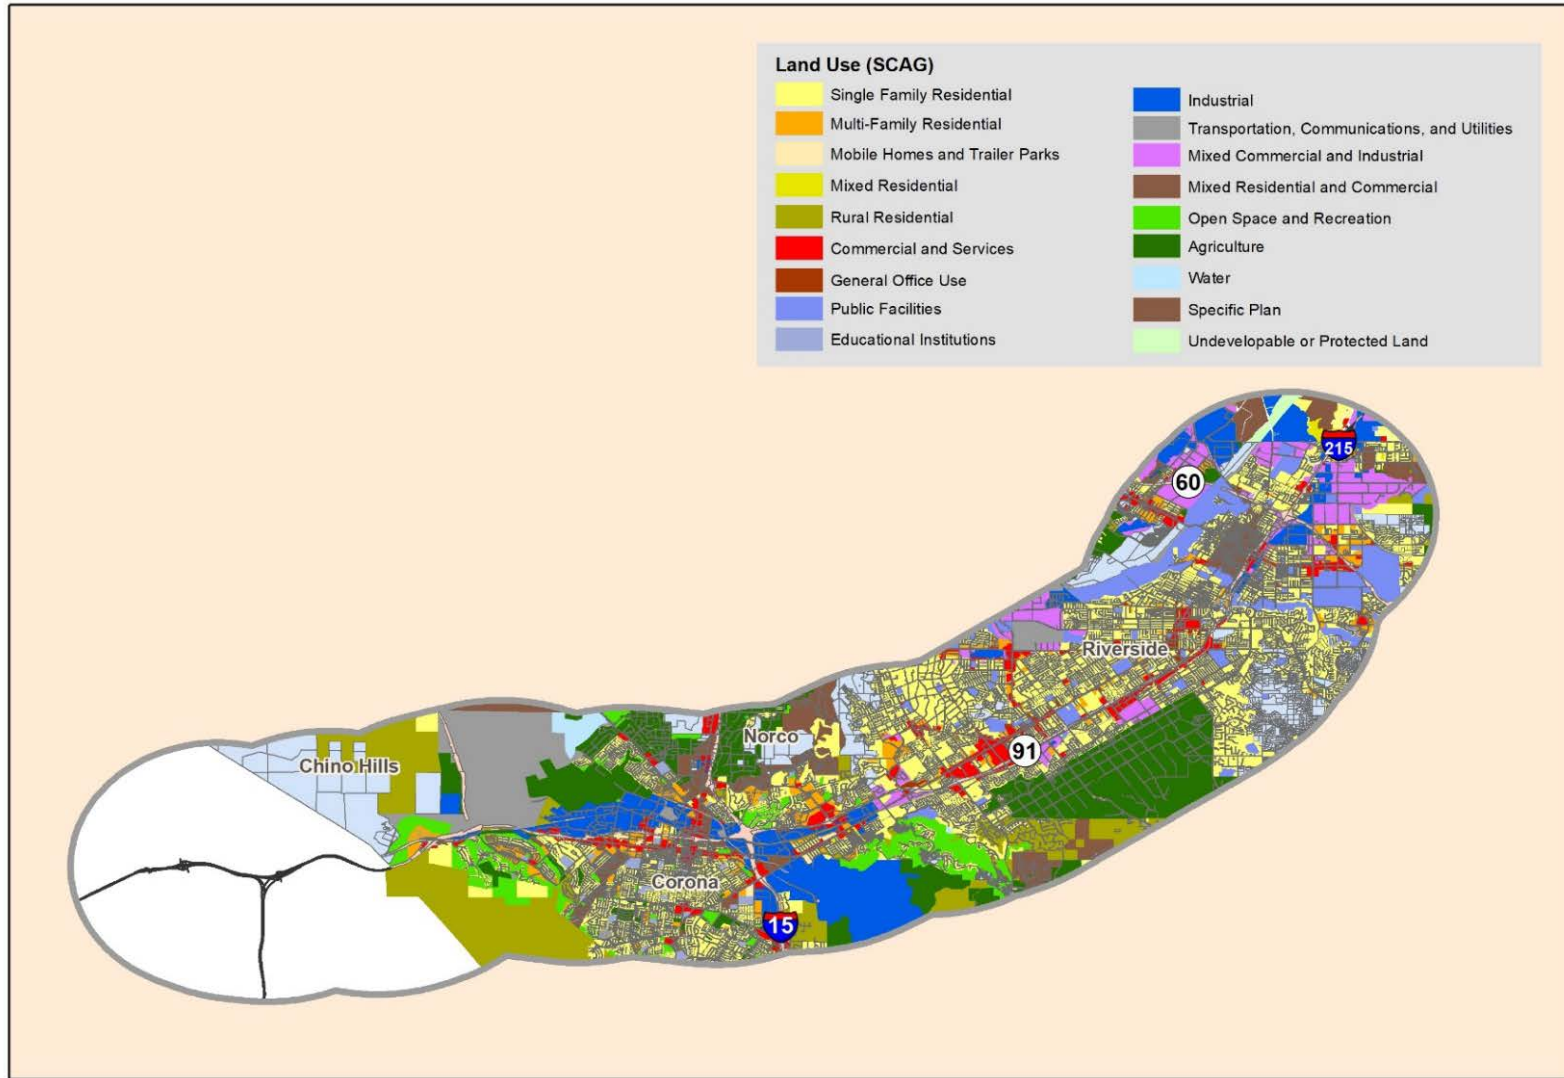 Land Use (SCAG)
Single Family Residential
Multi-Family Residential
Mobile Homes and Trailer Parks
Mixed Residential
Rural Residential
Commercial and Services
General Office Use
Public Facilities
Educational Institutions
Industrial
Transportation, Communications, and Utilities
Mixed Commercial and Industrial
Mixed Residential and Commercial
Open Space and Recreation
Agriculture
Water
Specific Plan
Undevelopable or Protected Land
215
60
Riverside
Norco
91
Chino Hills
Corona
15